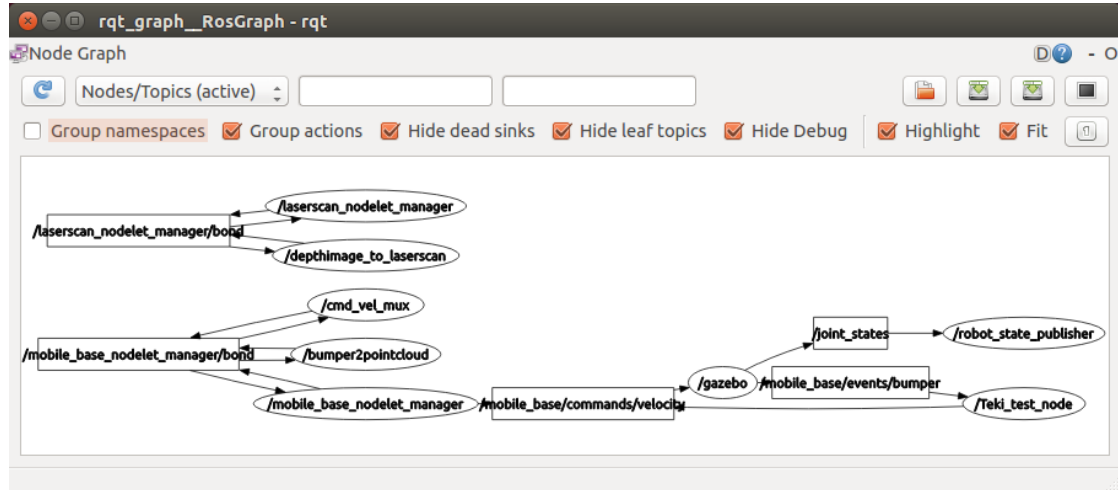 rqt_graph__RosGraph - rqt
Node Graph
D ? - O
Nodes/Topics (active)
Group namespaces Group actions Hide dead sinks Hide leaf topics Hide Debug Highlight Fit
/laserscan_nodelet_manager
/laserscan_nodelet_manager/bond
/depthimage_to_laserscan
/cmd_vel_mux
/joint_states /robot_state_publisher
/mobile_base_nodelet_manager/bond /bumper2pointcloud
/gazebo /mobile_base/events/bumper
/mobile_base_nodelet_manager /mobile_base/commands/velocity /Teki_test_node